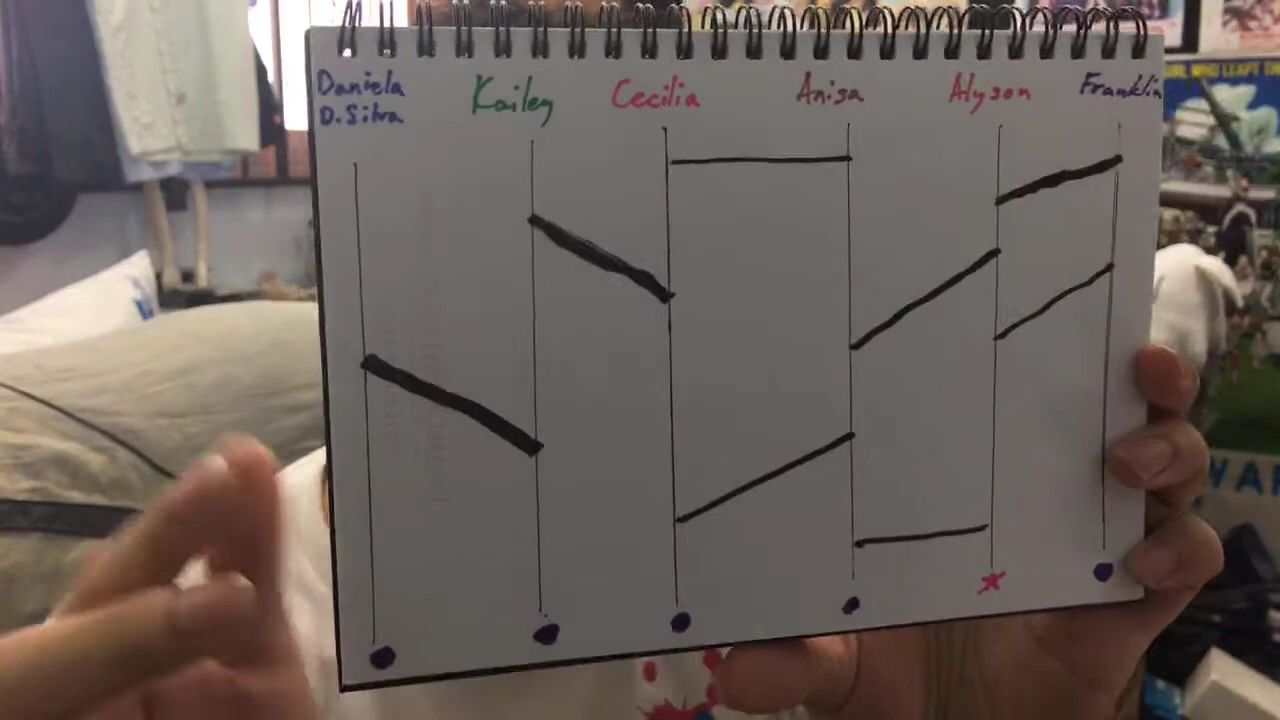 Daniela
D. Silva
Kailey
Cecilia
Anisa
Alyson
Franklin